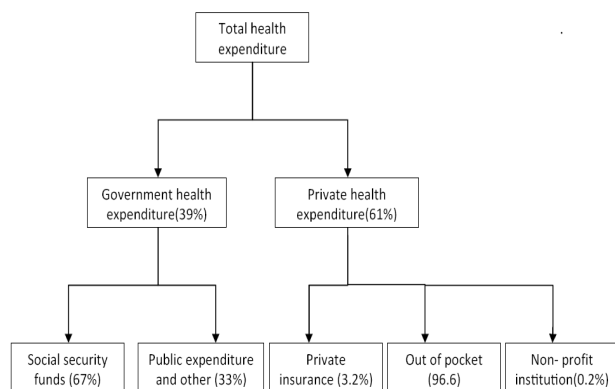 Total health
expenditure
Government health
expenditure(39%)
Private health
expenditure(61%)
Social security
funds (67%)
Public expenditure
and other (33%)
Private
insurance (3.2%)
Out of pocket
(96.6)
Non- profit
institution(0.2%)